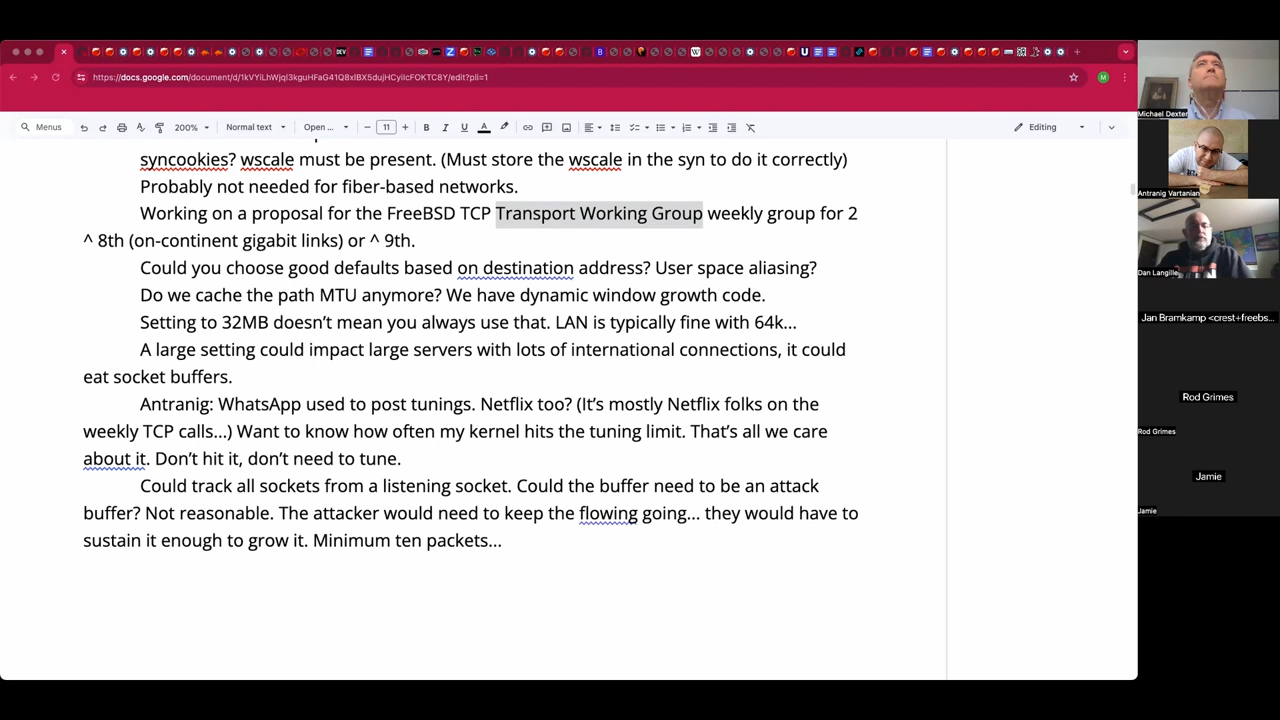 https://docs.google.com/document/d/1kVYiLhWjql3kguHFaG41Q8xlBX5dujHCyiIcFOKTC8Y/edit?pli=1
M
Menus
200%
Normal text
Open ...
11
B
I
U
A
Editing
syncookies? wscale must be present. (Must store the wscale in the syn to do it correctly)
Probably not needed for fiber-based networks.
Working on a proposal for the FreeBSD TCP Transport Working Group weekly group for 2
^ 8th (on-continent gigabit links) or ^ 9th.
Could you choose good defaults based on destination address? User space aliasing?
Do we cache the path MTU anymore? We have dynamic window growth code.
Setting to 32MB doesn't mean you always use that. LAN is typically fine with 64k...
A large setting could impact large servers with lots of international connections, it could
eat socket buffers.
Antranig: WhatsApp used to post tunings. Netflix too? (It's mostly Netflix folks on the
weekly TCP calls...) Want to know how often my kernel hits the tuning limit. That's all we care
about it. Don't hit it, don't need to tune.
Could track all sockets from a listening socket. Could the buffer need to be an attack
buffer? Not reasonable. The attacker would need to keep the flowing going... they would have to
sustain it enough to grow it. Minimum ten packets...
Michael Dexter
Antranig Vartanian
Dan Langille
Jan Bramkamp <crest+freebs...
Rod Grimes
Rod Grimes
Jamie
Jamie